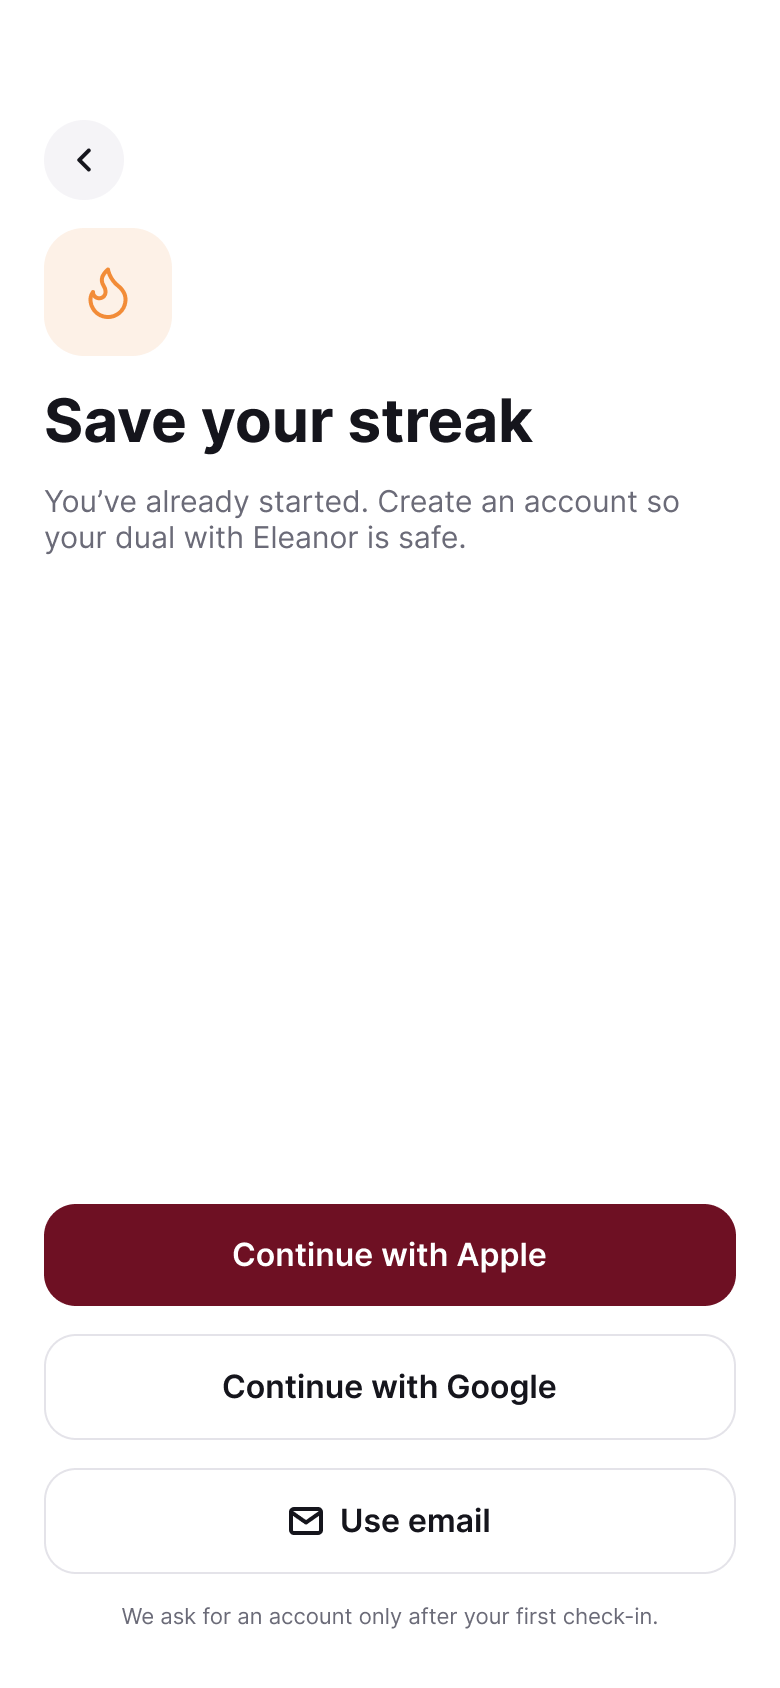 Save your streak
You’ve already started. Create an account so
your dual with Eleanor is safe.
Continue with Apple
Continue with Google
Use email
We ask for an account only after your first check-in.